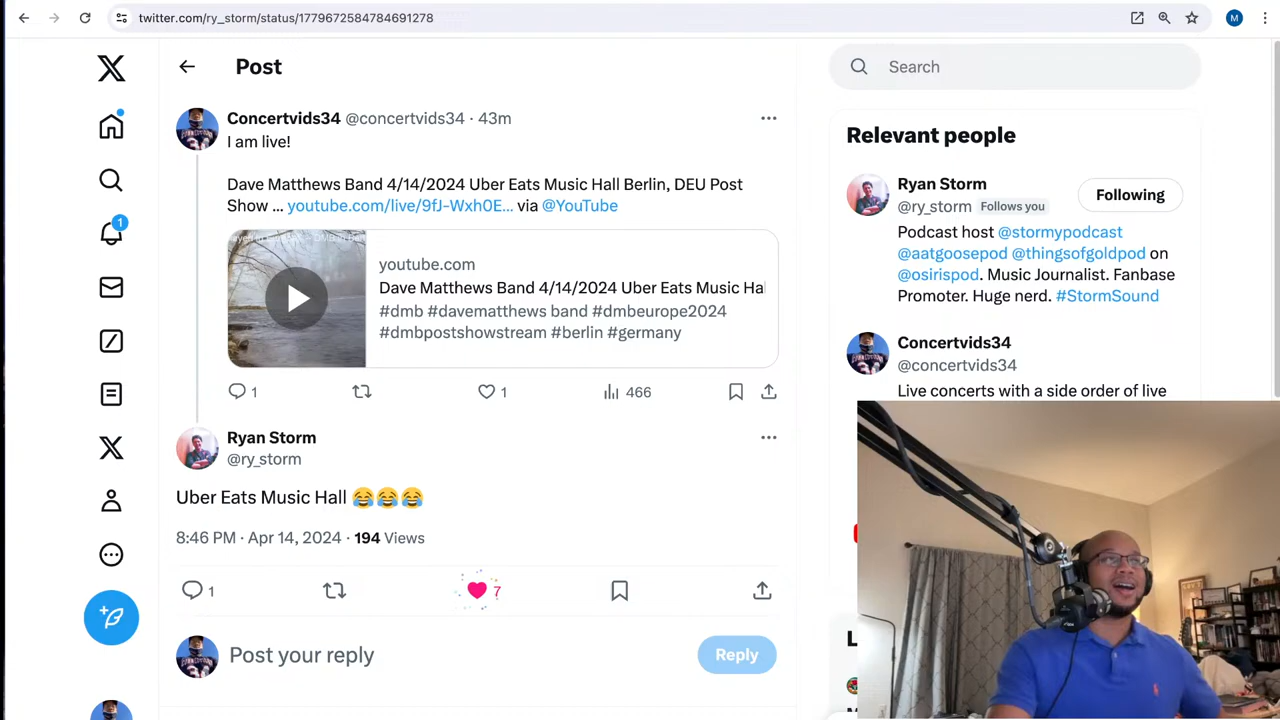 twitter.com/ry_storm/status/1779672584784691278
M
Post
Search
Concertvids34 @concertvids34 · 43m
I am live!
Dave Matthews Band 4/14/2024 Uber Eats Music Hall Berlin, DEU Post
Show ... youtube.com/live/9fJ-Wxh0E... via @YouTube
youtube.com
Dave Matthews Band 4/14/2024 Uber Eats Music Ha
#dmb #davematthews band #dmbeurope2024
#dmbpostshowstream #berlin #germany
1
1
466
Ryan Storm
@ry_storm
Uber Eats Music Hall 😂😂😂
8:46 PM · Apr 14, 2024 · 194 Views
1
7
Post your reply
Reply
1
Relevant people
Ryan Storm
@ry_storm Follows you
Following
Podcast host @stormypodcast
@aatgoosepod @thingsofgoldpod on
@osirispod. Music Journalist. Fanbase
Promoter. Huge nerd. #StormSound
Concertvids34
@concertvids34
Live concerts with a side order of live
L